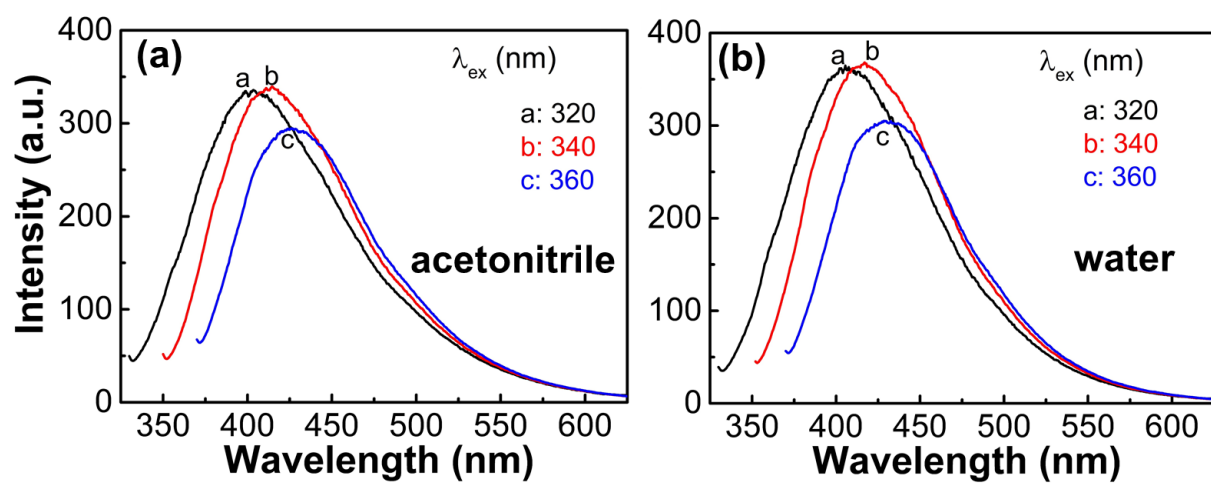 Intensity (a.u.)
400
300
200
100
0
(a)
a b
c
λex (nm)
a: 320
b: 340
c: 360
acetonitrile
350 400 450 500 550 600
Wavelength (nm)
400
300
200
100
0
(b)
a b
c
λex (nm)
a: 320
b: 340
c: 360
water
350 400 450 500 550 600
Wavelength (nm)